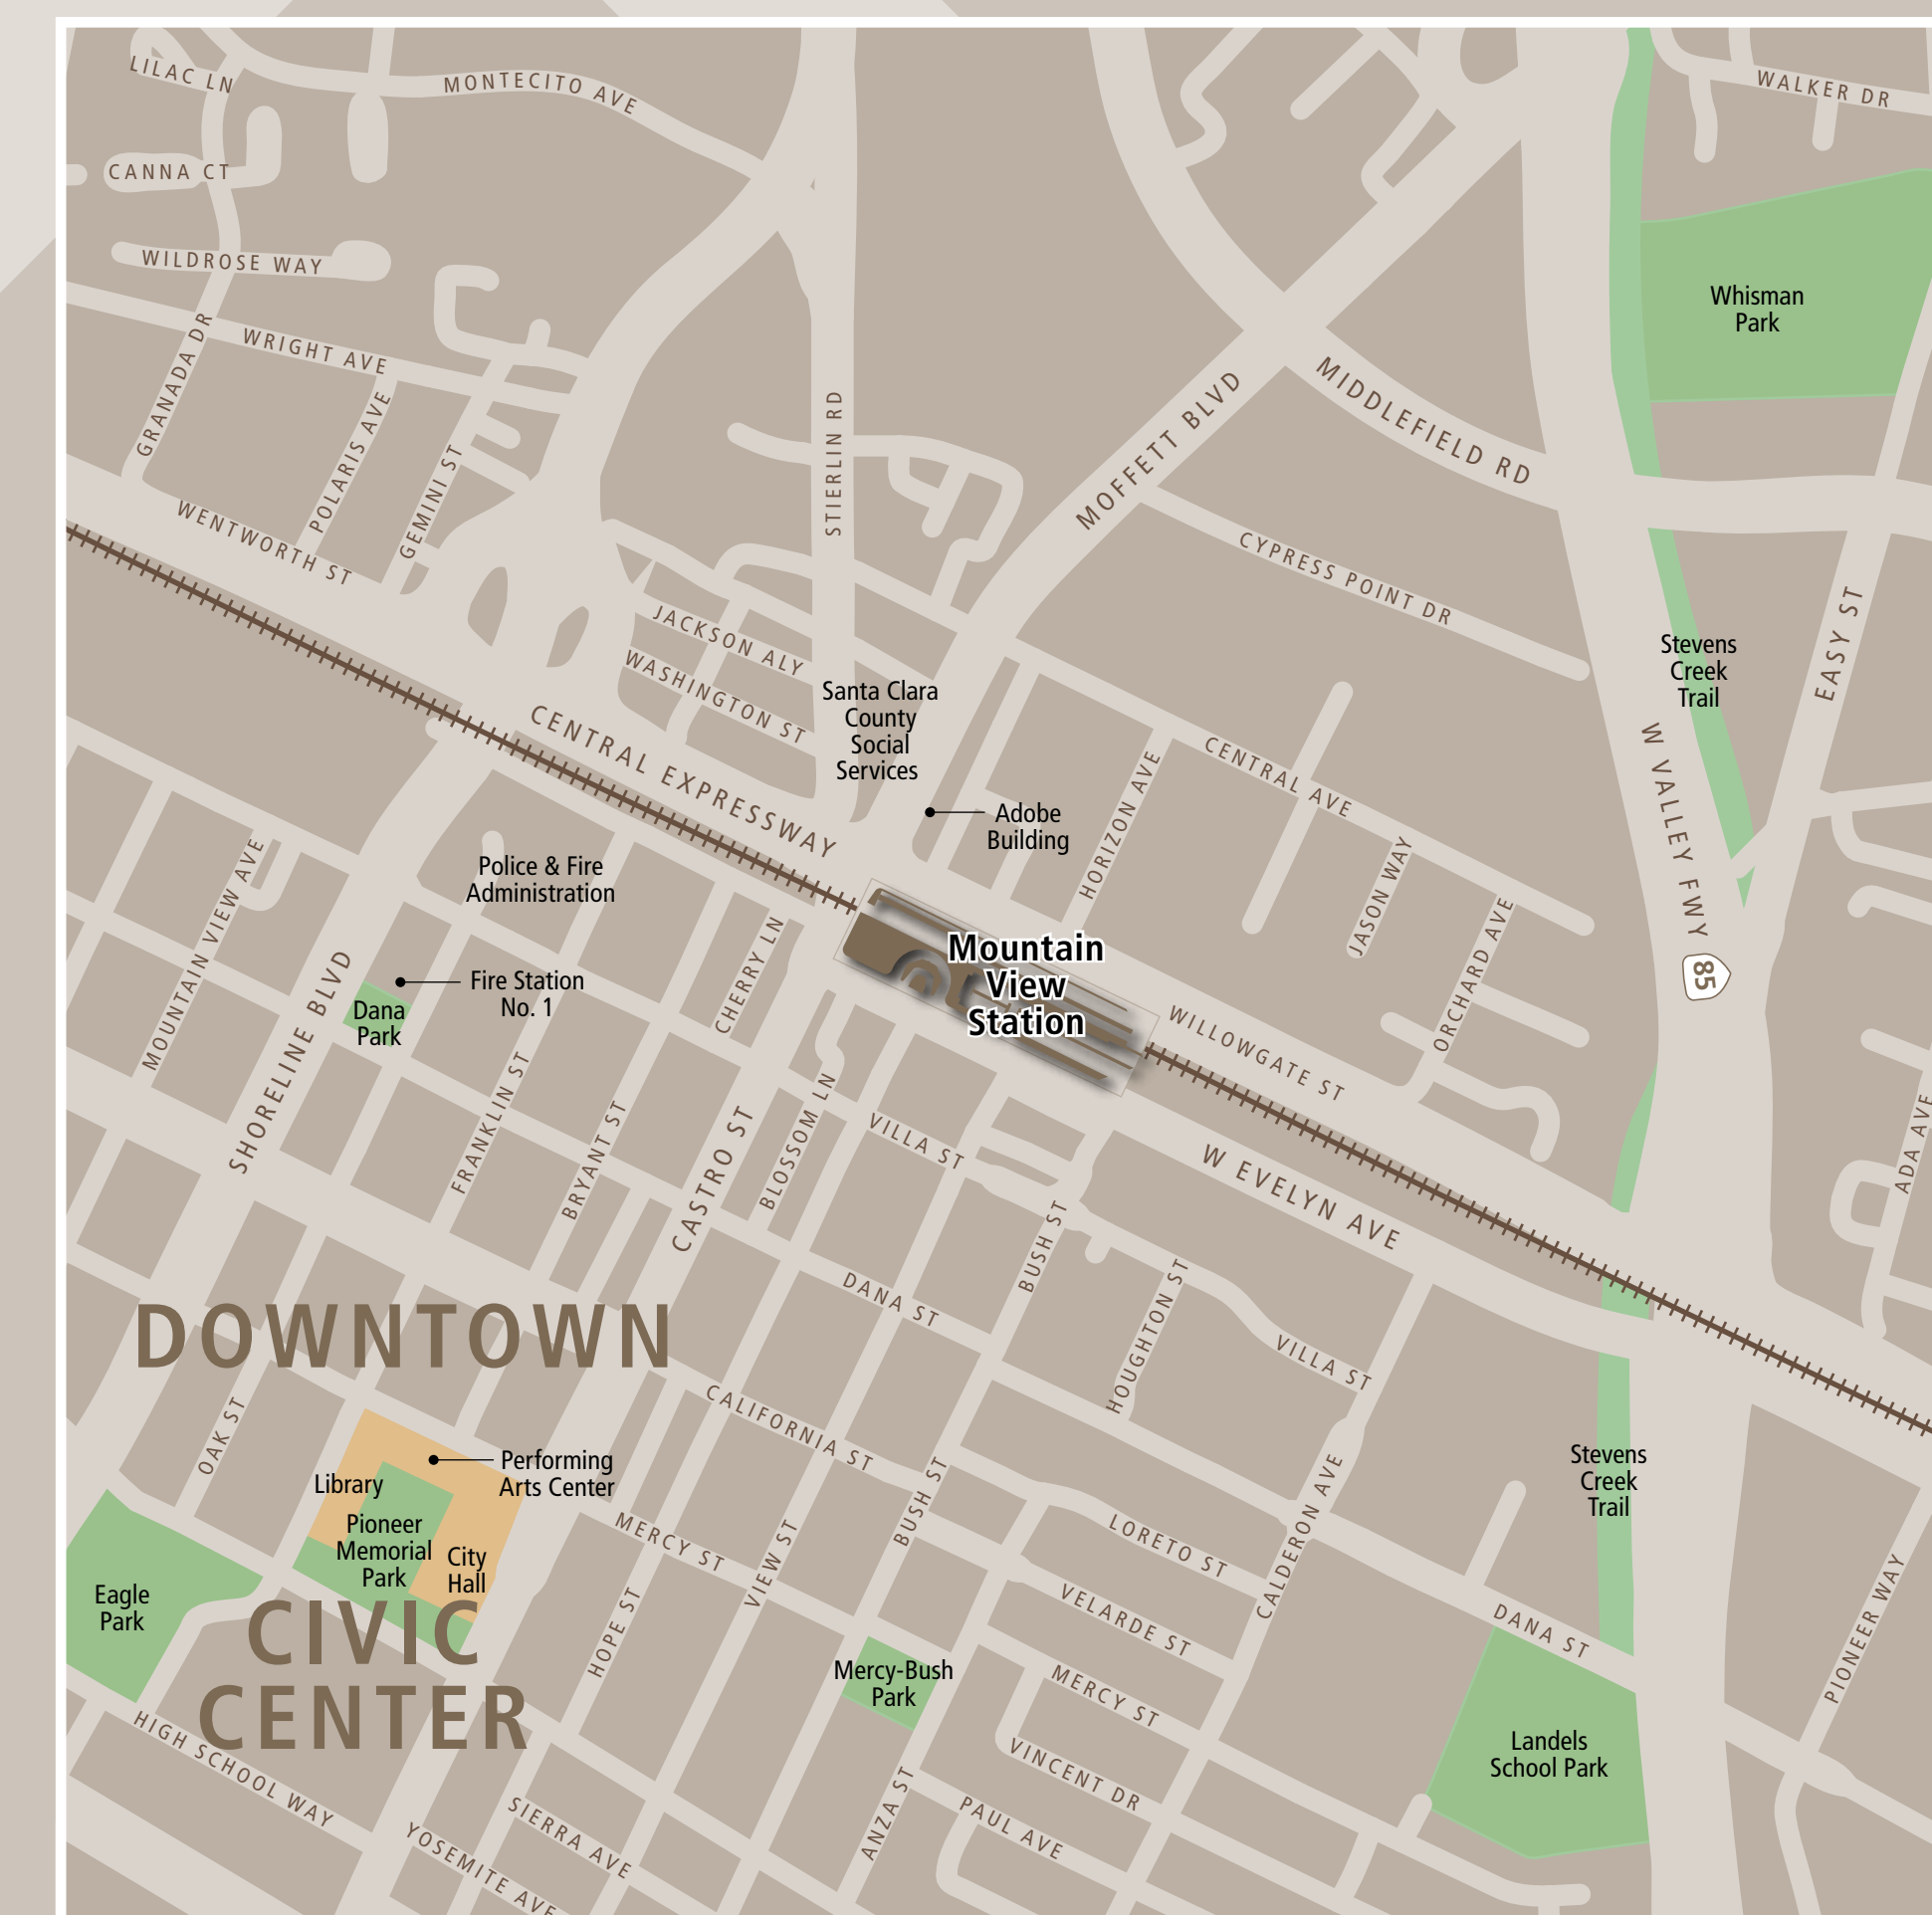 LILAC LN
MONTECITO AVE
WALKER DR
CANNA CT
WILDROSE WAY
Whisman
Park
GRANADA DR
WRIGHT AVE
POLARIS AVE
GEMINI ST
STIERLIN RD
MOFFETT BLVD
MIDDLEFIELD RD
WENTWORTH ST
CYPRESS POINT DR
JACKSON ALY
WASHINGTON ST
Stevens
Creek
Trail
EASY ST
Santa Clara
County
Social
Services
CENTRAL EXPRESSWAY
CENTRAL AVE
W VALLEY FWY
85
Adobe
Building
HORIZON AVE
JASON WAY
ORCHARD AVE
Police & Fire
Administration
MOUNTAIN VIEW AVE
CHERRY LN
Mountain
View
Station
Fire Station
No. 1
Dana
Park
SHORELINE BLVD
WILLOWGATE ST
FRANKLIN ST
BRYANT ST
CASTRO ST
BLOSSOM LN
VILLA ST
W EVELYN AVE
ADA AVE
BUSH ST
DANA ST
HOUGHTON ST
VILLA ST
DOWNTOWN
OAK ST
CALIFORNIA ST
Performing
Arts Center
Library
Pioneer
Memorial
Park
City
Hall
MERCY ST
VIEW ST
BUSH ST
LORETO ST
CALDERON AVE
Stevens
Creek
Trail
Eagle
Park
CIVIC
CENTER
HOPE ST
VELARDE ST
DANA ST
PIONEER WAY
Mercy-Bush
Park
MERCY ST
Landels
School Park
HIGH SCHOOL WAY
VINCENT DR
ANZA ST
PAUL AVE
SIERRA AVE
YOSEMITE AVE